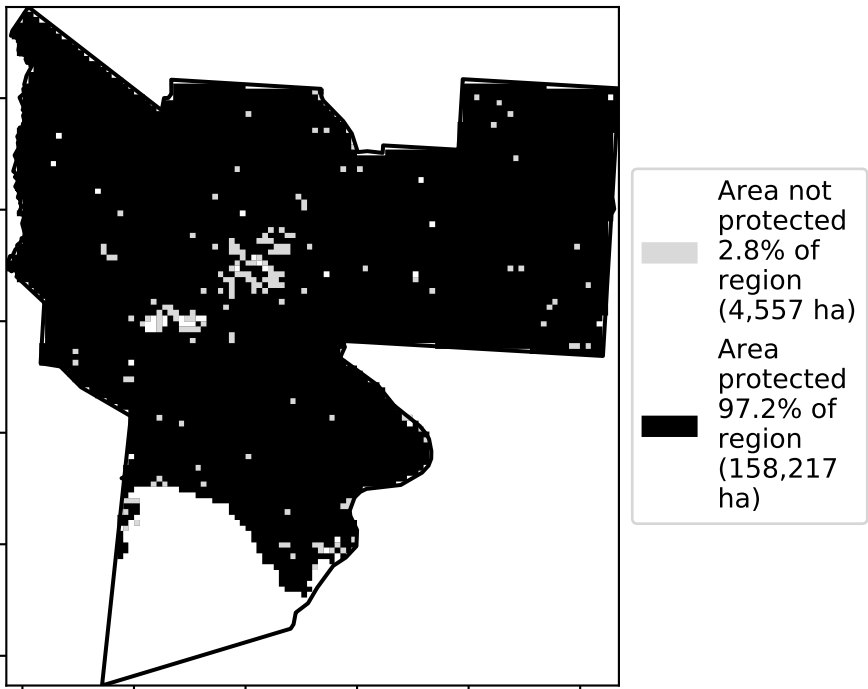 Area not
protected
2.8% of
region
(4,557 ha)
Area
protected
97.2% of
region
(158,217
ha)